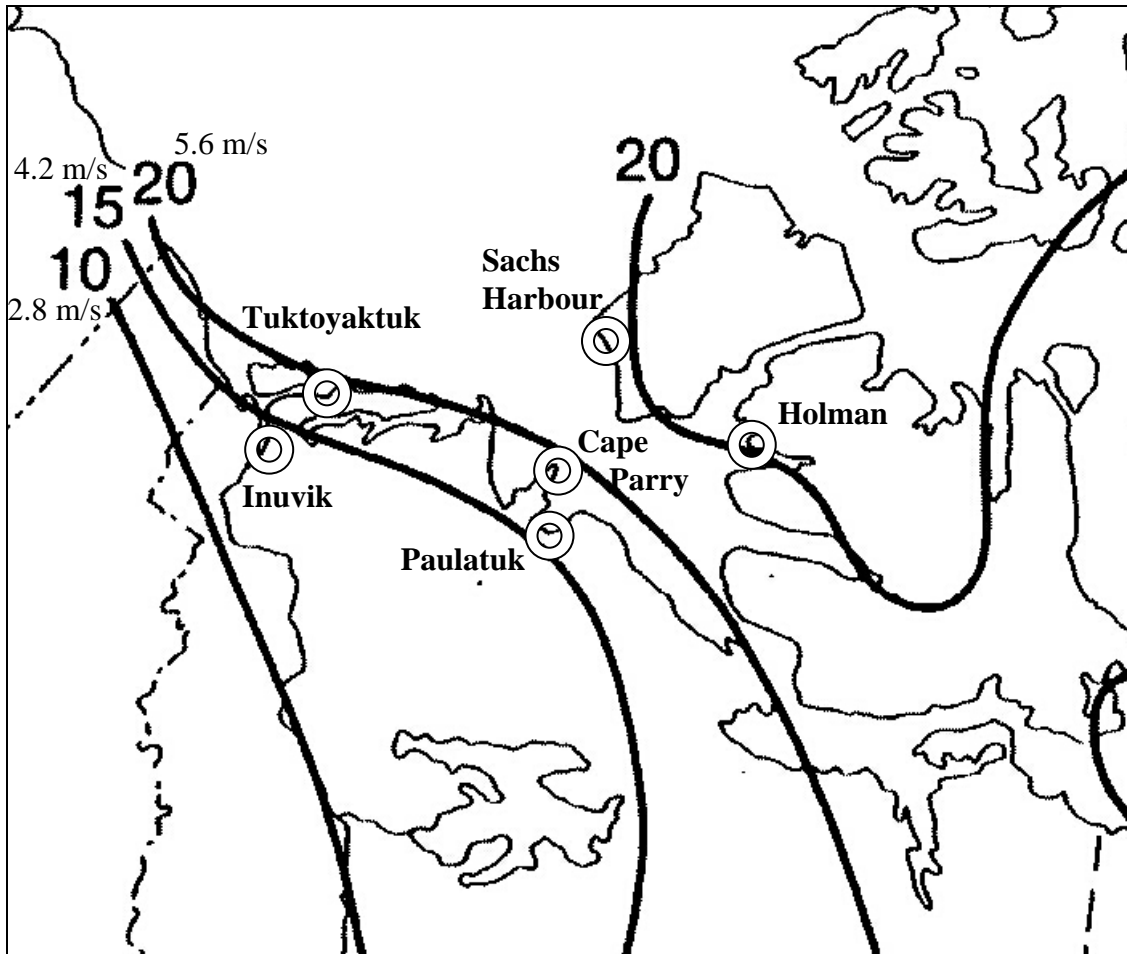 5.6 m/s
4.2 m/s
20
15
10
2.8 m/s
20
Sachs
Harbour
Tuktoyaktuk
Holman
Cape
Parry
Inuvik
Paulatuk